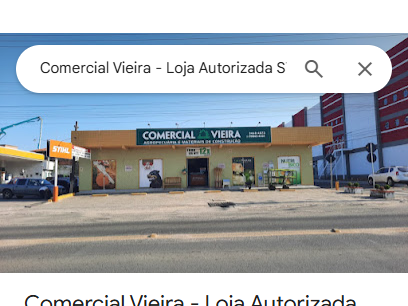 Comercial Vieira - Loja Autorizada S
COMERCIAL VIEIRA
AGROPECUÁRIA E MATERIAIS DE CONSTRUÇÃO
STIHL
Comercial Vieira - Loja Autorizada